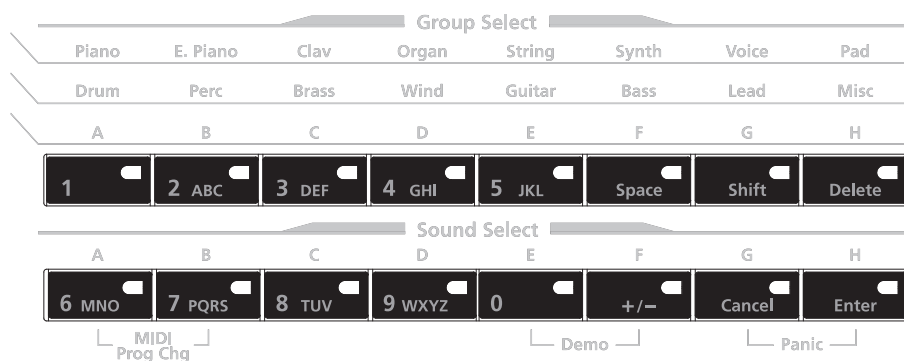 Group Select
Piano E. Piano Clav Organ String Synth Voice Pad
Drum Perc Brass Wind Guitar Bass Lead Misc
A B C D E F G H
1 2 ABC 3 DEF 4 GHI 5 JKL Space Shift Delete
Sound Select
A B C D E F G H
6 MNO 7 PQRS 8 TUV 9 WXYZ 0 +/− Cancel Enter
MIDI
Prog Chg Demo Panic